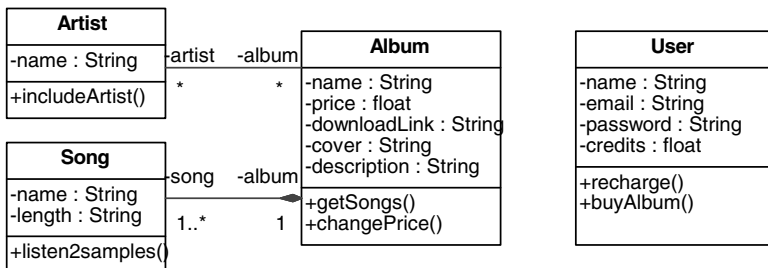 Artist
-name : String
+includeArtist()
-artist
-album
*
*
Song
-name : String
-length : String
+listen2samples()
-song
-album
1..*
1
Album
-name : String
-price : float
-downloadLink : String
-cover : String
-description : String
+getSongs()
+changePrice()
User
-name : String
-email : String
-password : String
-credits : float
+recharge()
+buyAlbum()